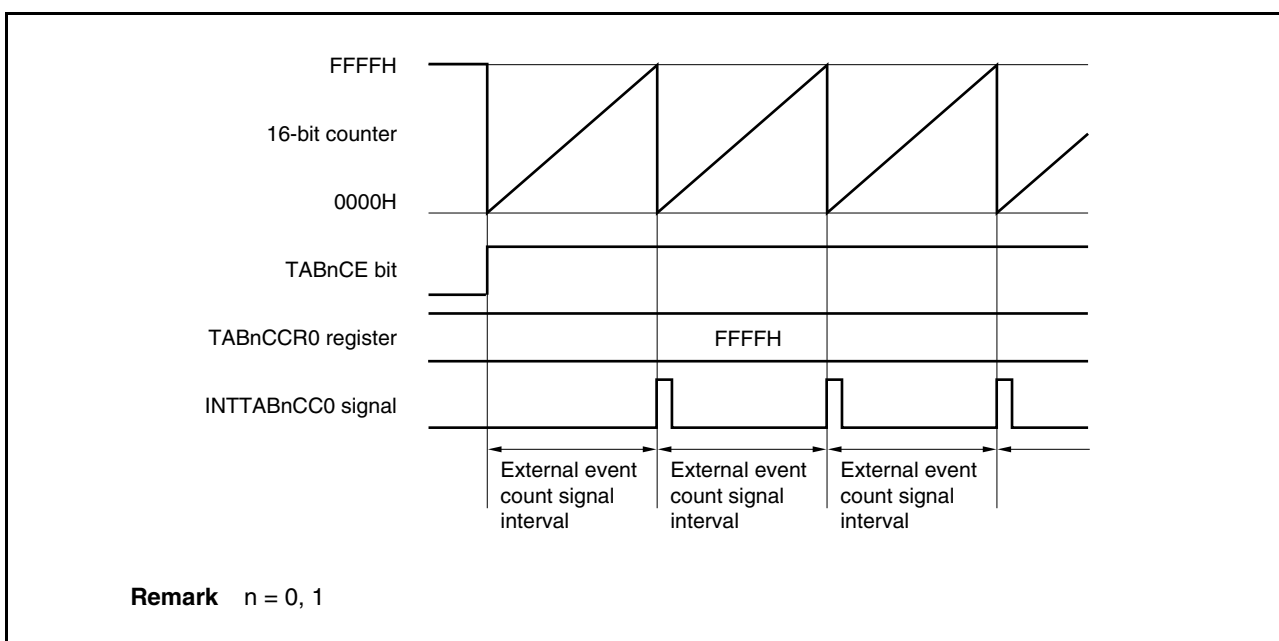 FFFFH
16-bit counter
0000H
TABnCE bit
TABnCCR0 register
FFFFH
INTTABnCC0 signal
External event
count signal
interval
External event
count signal
interval
External event
count signal
interval
Remark n = 0, 1